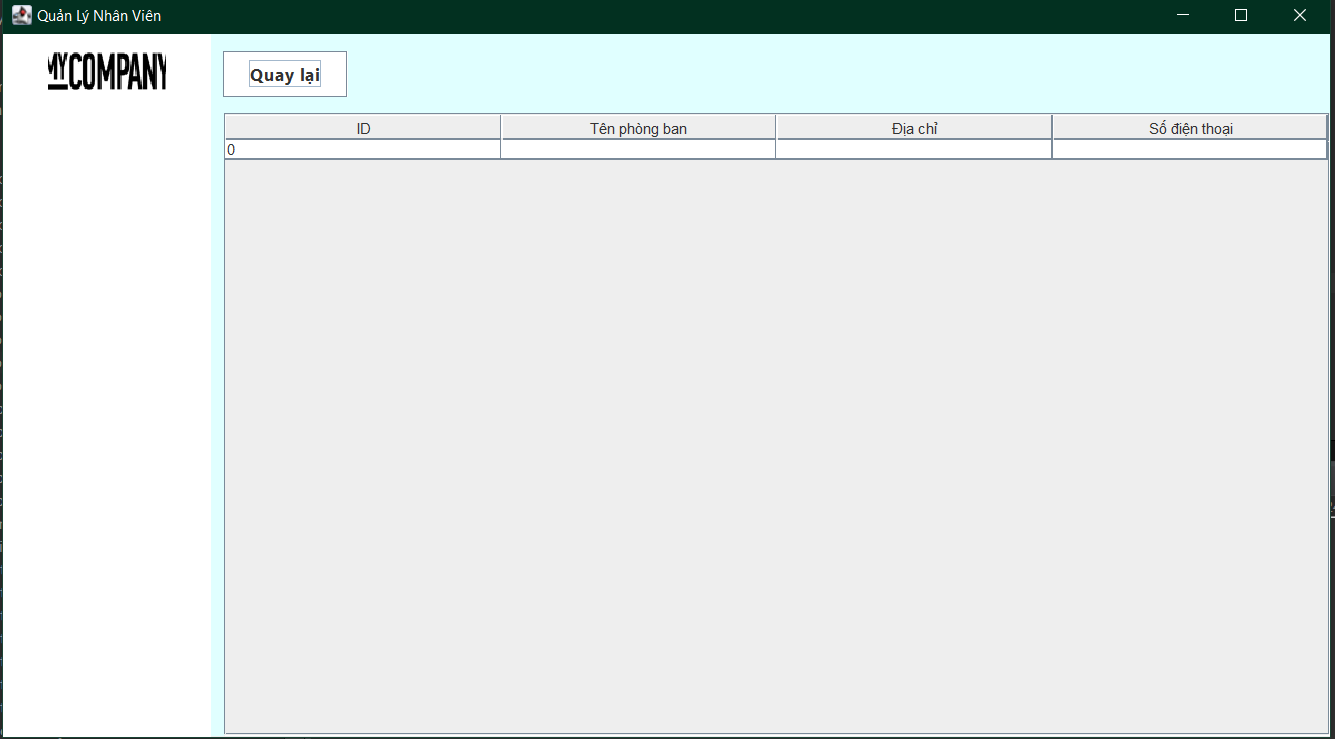 Quản Lý Nhân Viên
MYCOMPANY
Quay lại
ID Tên phòng ban Địa chỉ Số điện thoại
0